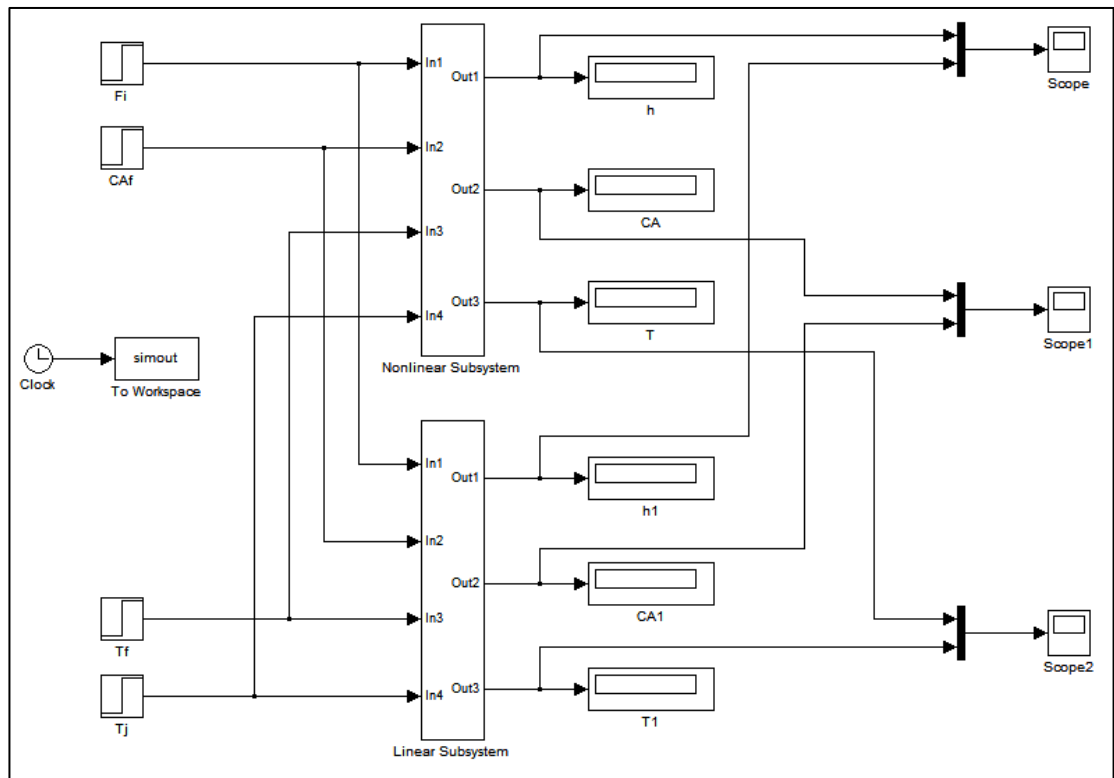 Fi
CAf
Tf
Tj
Clock
simout
To Workspace
In1
In2
In3
In4
Out1
Out2
Out3
Nonlinear Subsystem
In1
In2
In3
In4
Out1
Out2
Out3
Linear Subsystem
h
CA
T
h1
CA1
T1
Scope
Scope1
Scope2